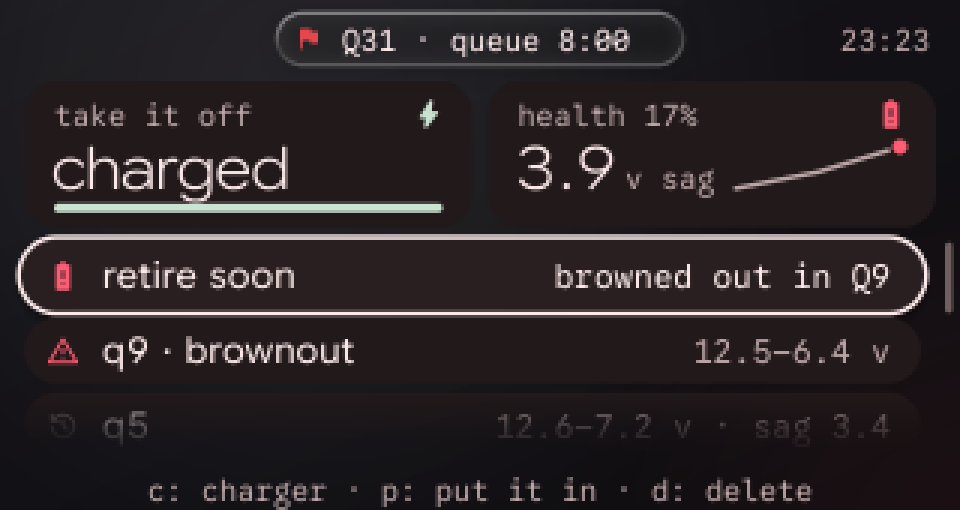 Q31 · queue 8:00
23:23
take it off
charged
health 17%
3.9 v sag
retire soon browned out in Q9
q9 · brownout 12.5–6.4 v
q5 12.6–7.2 v · sag 3.4
c: charger · p: put it in · d: delete